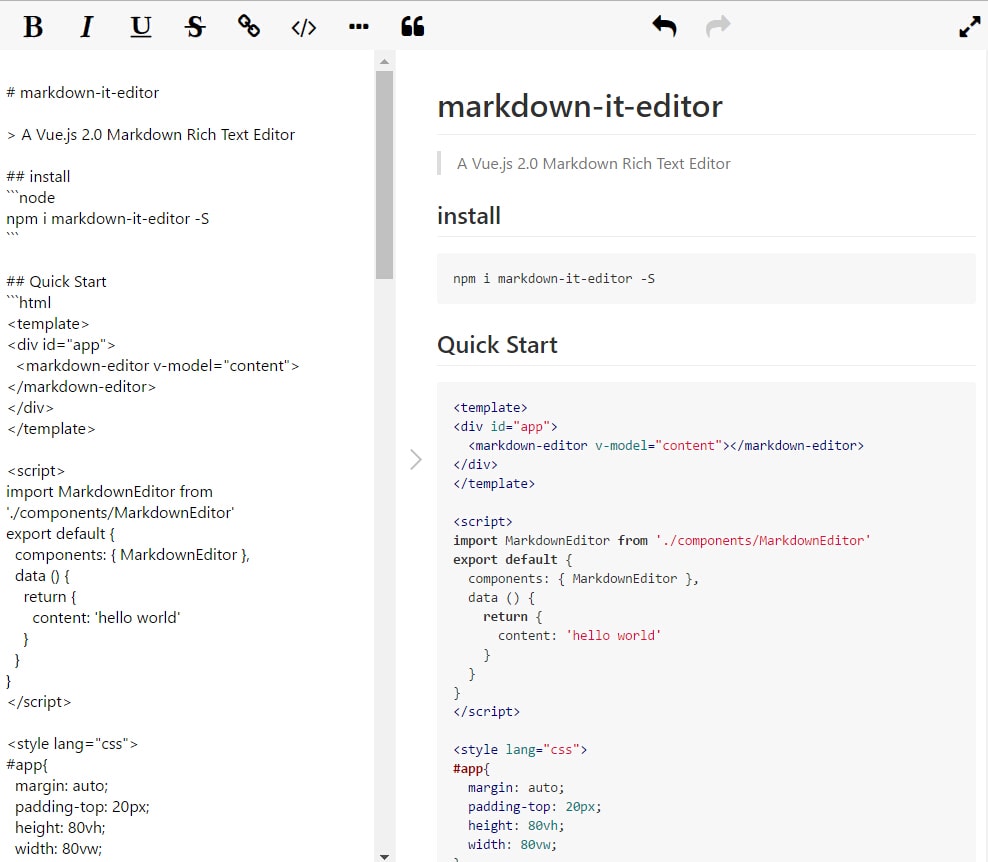 B I U S </> ...
# markdown-it-editor
> A Vue.js 2.0 Markdown Rich Text Editor
## install
```node
npm i markdown-it-editor -S
```
## Quick Start
```html
<template>
<div id="app">
  <markdown-editor v-model="content">
</markdown-editor>
</div>
</template>
<script>
import MarkdownEditor from
'./components/MarkdownEditor'
export default {
  components: { MarkdownEditor },
  data () {
    return {
      content: 'hello world'
    }
  }
}
</script>
<style lang="css">
#app{
  margin: auto;
  padding-top: 20px;
  height: 80vh;
  width: 80vw;
markdown-it-editor
A Vue.js 2.0 Markdown Rich Text Editor
install
npm i markdown-it-editor -S
Quick Start
<template>
<div id="app">
  <markdown-editor v-model="content"></markdown-editor>
</div>
</template>
<script>
import MarkdownEditor from './components/MarkdownEditor'
export default {
  components: { MarkdownEditor },
  data () {
    return {
      content: 'hello world'
    }
  }
}
</script>
<style lang="css">
#app{
  margin: auto;
  padding-top: 20px;
  height: 80vh;
  width: 80vw;
}